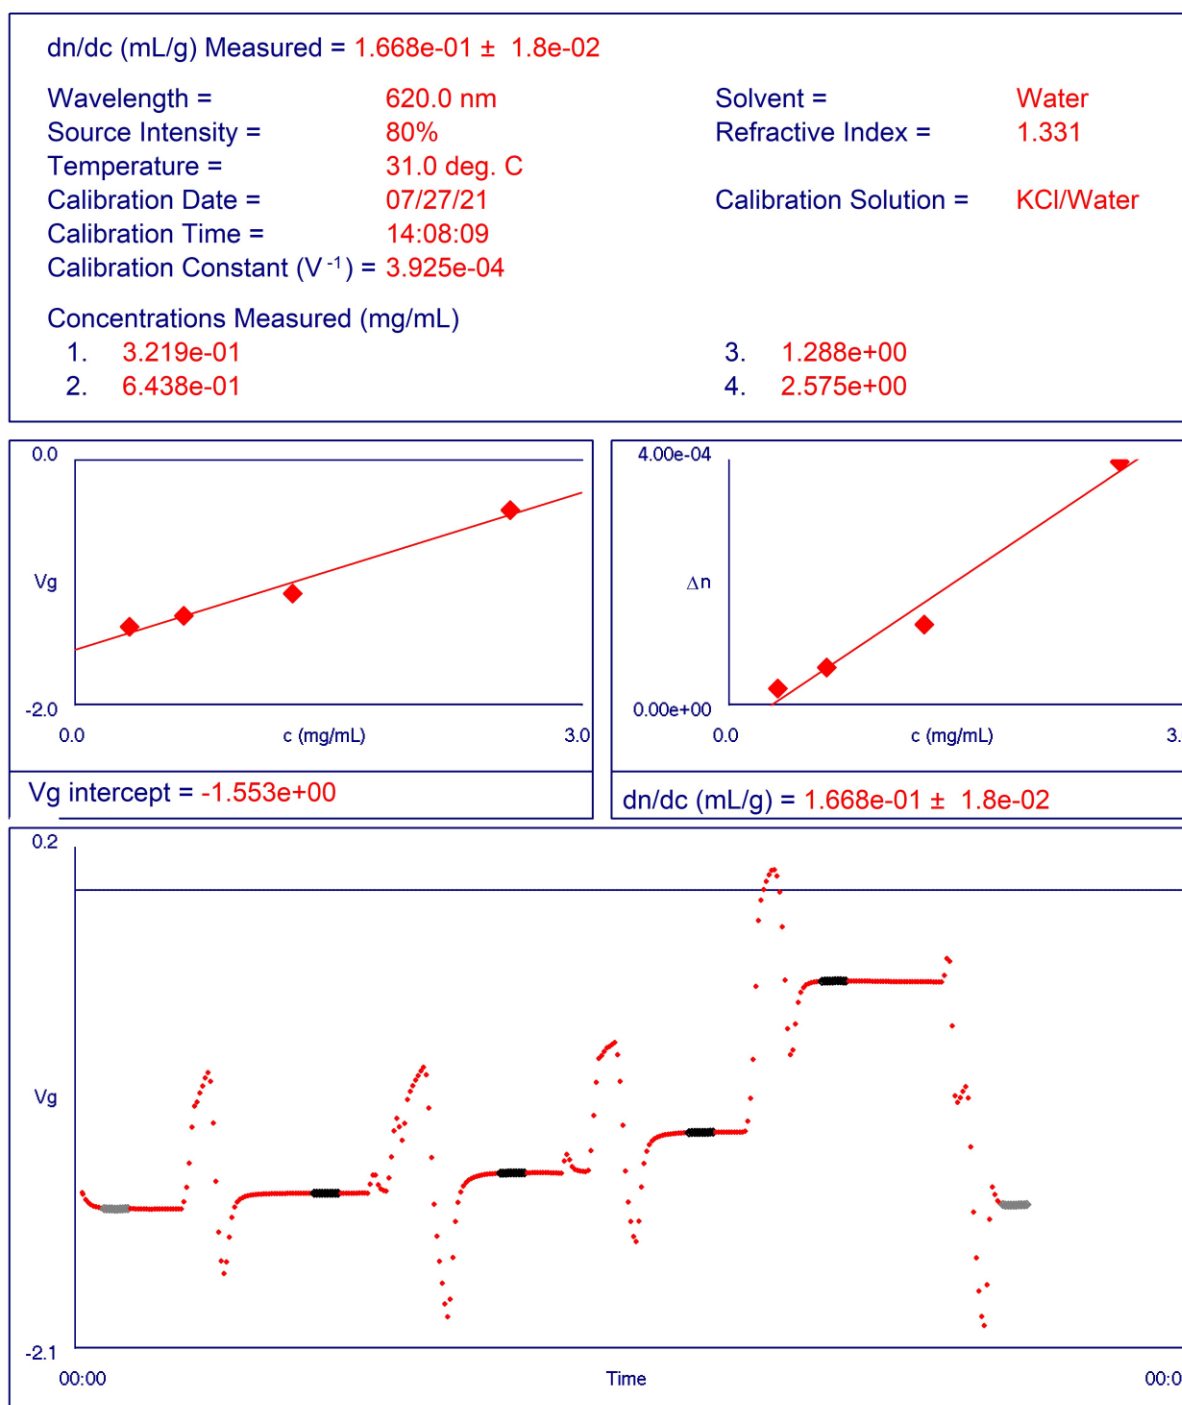 dn/dc (mL/g) Measured = 1.668e-01 ± 1.8e-02
Wavelength = 620.0 nm Solvent = Water
Source Intensity = 80% Refractive Index = 1.331
Temperature = 31.0 deg. C
Calibration Date = 07/27/21 Calibration Solution = KCl/Water
Calibration Time = 14:08:09
Calibration Constant (V⁻¹) = 3.925e-04
Concentrations Measured (mg/mL)
1. 3.219e-01 3. 1.288e+00
2. 6.438e-01 4. 2.575e+00
0.0
Vg
-2.0
0.0 c (mg/mL) 3.0
Vg intercept = -1.553e+00
4.00e-04
Δn
0.00e+00
0.0 c (mg/mL) 3.
dn/dc (mL/g) = 1.668e-01 ± 1.8e-02
0.2
Vg
-2.1
00:00 Time 00:0